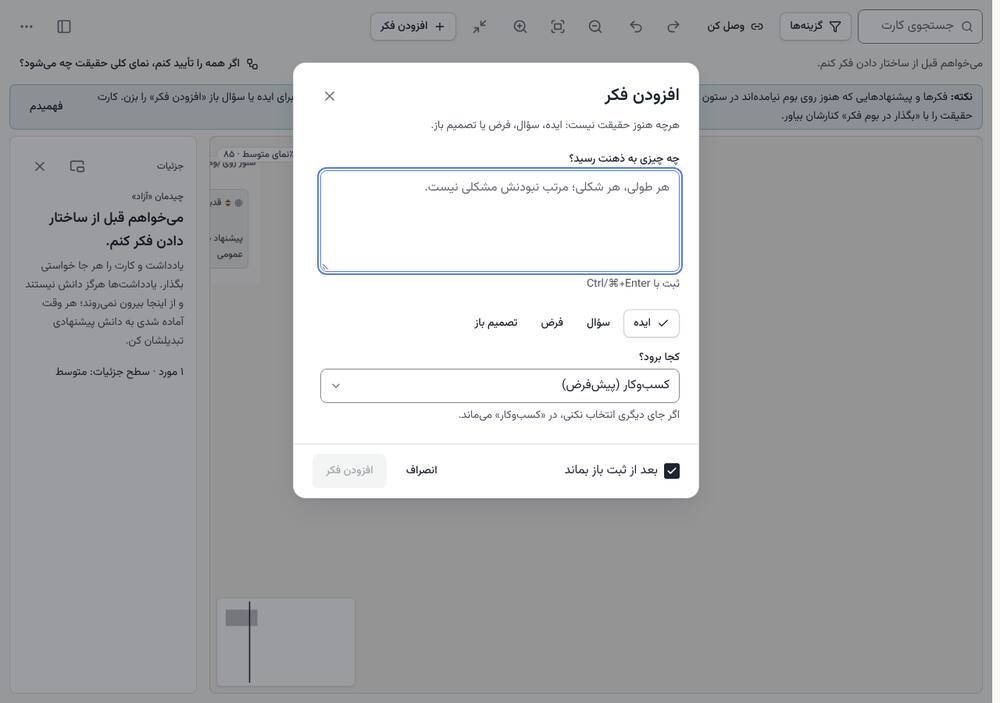 جستجوی کارت
گزینه‌ها
وصل کن
افزودن فکر
می‌خواهم قبل از ساختار دادن فکر کنم.
اگر همه را تأیید کنم، نمای کلی حقیقت چه می‌شود؟
نکته: فکرها و پیشنهادهایی که هنوز روی بوم نیامده‌اند در ستون
برای ایده یا سؤال باز «افزودن فکر» را بزن. کارت
حقیقت را با «بگذار در بوم فکر» کنارشان بیاور.
فهمیدم
افزودن فکر
هرچه هنوز حقیقت نیست: ایده، سؤال، فرض یا تصمیم باز.
چه چیزی به ذهنت رسید؟
هر طولی، هر شکلی؛ مرتب نبودنش مشکلی نیست.
ثبت با Ctrl/⌘+Enter
ایده
سؤال
فرض
تصمیم باز
کجا برود؟
کسب‌وکار (پیش‌فرض)
اگر جای دیگری انتخاب نکنی، در «کسب‌وکار» می‌ماند.
بعد از ثبت باز بماند
انصراف
افزودن فکر
نمای متوسط · ۸۵٪
هنوز روی بوم
پیشنهاد
عمومی
جزئیات
چیدمان «آزاد»
می‌خواهم قبل از ساختار
دادن فکر کنم.
یادداشت و کارت را هر جا خواستی
بگذار. یادداشت‌ها هرگز دانش نیستند
و از اینجا بیرون نمی‌روند؛ هر وقت
آماده شدی به دانش پیشنهادی
تبدیلشان کن.
۱ مورد · سطح جزئیات: متوسط